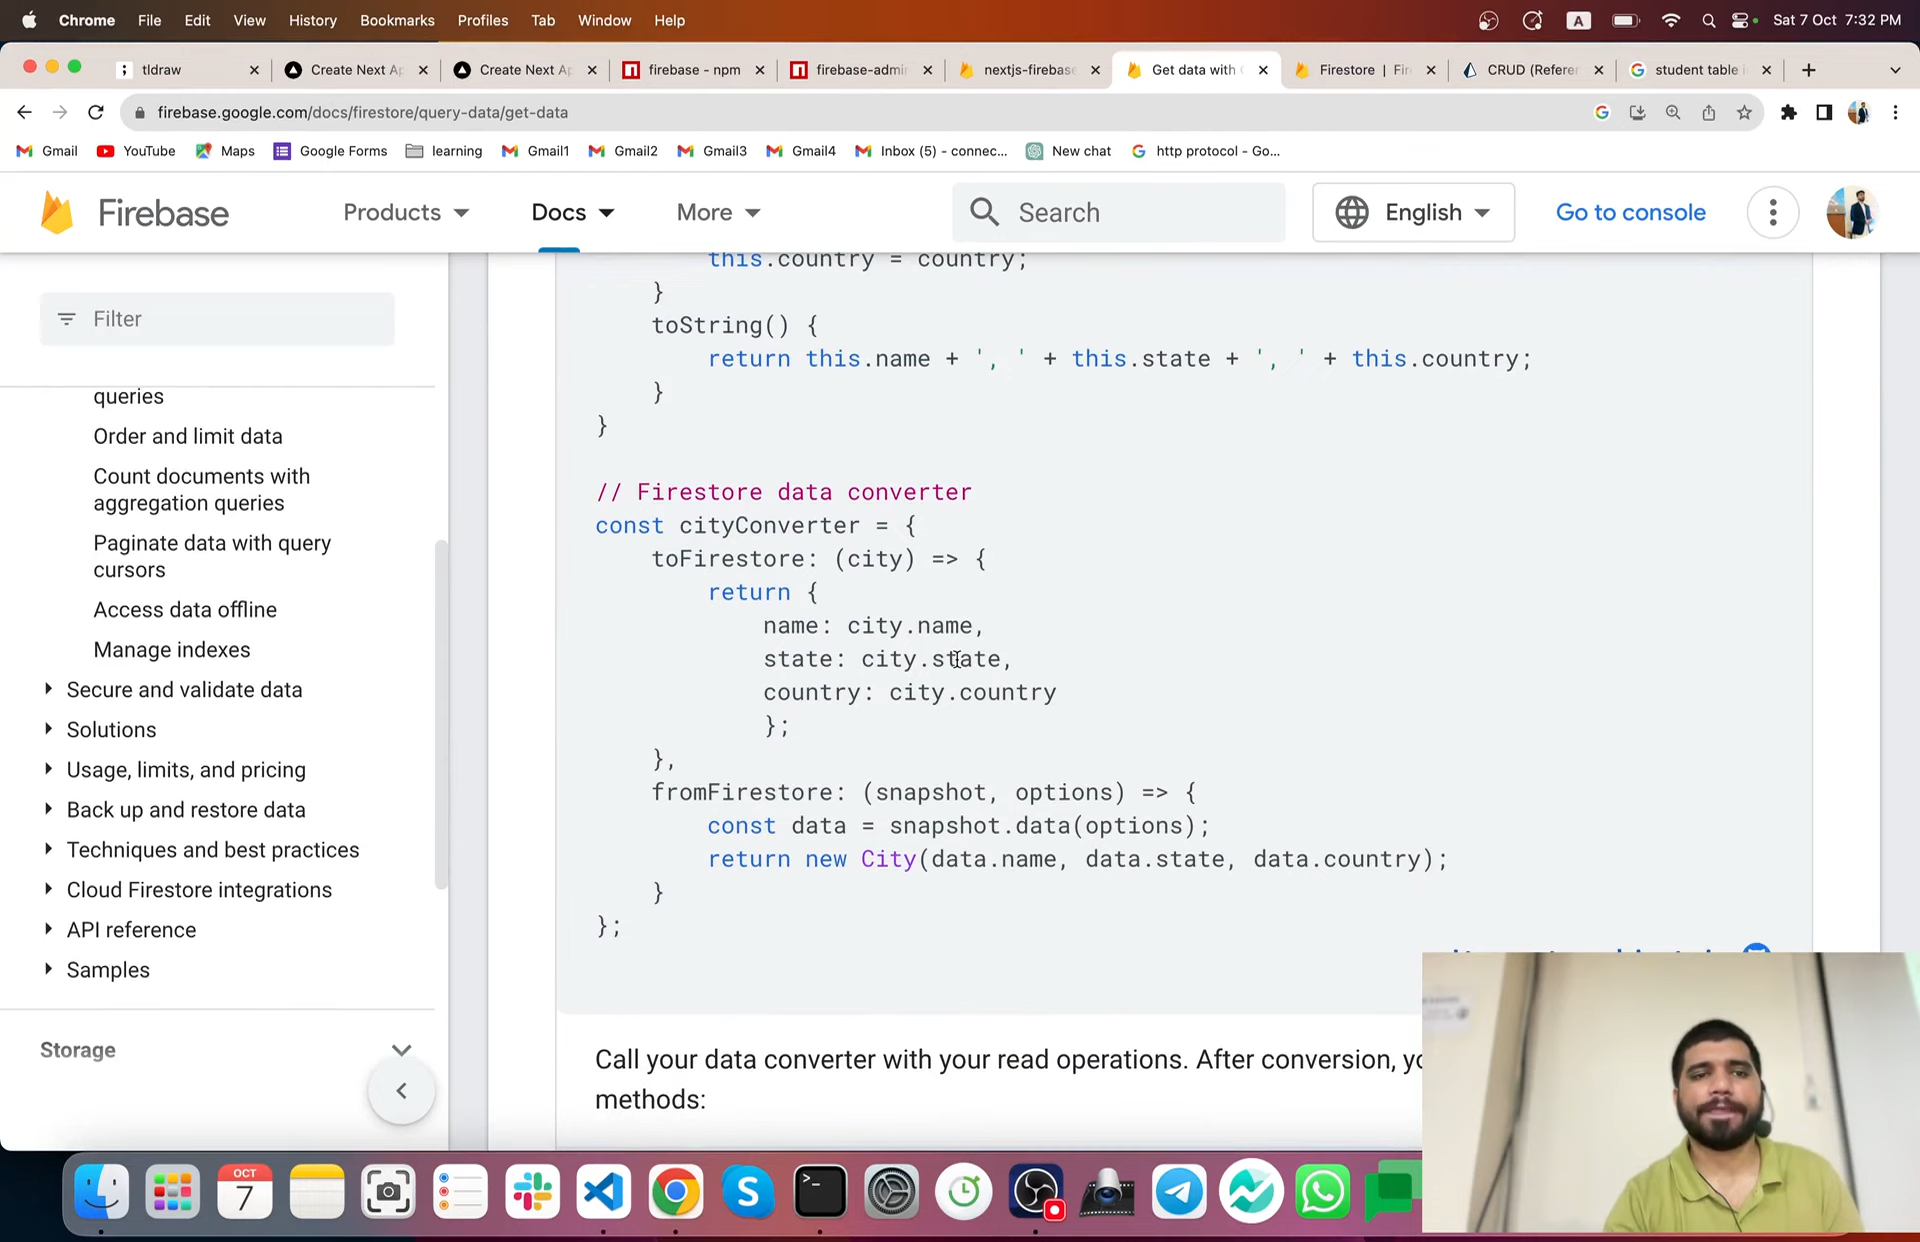 Chrome File Edit View History Bookmarks Profiles Tab Window Help A Sat 7 Oct 7:32 PM
tldraw Create Next Ap Create Next Ap firebase - npm firebase-admi nextjs-firebase Get data with Firestore | Fir CRUD (Refere student table i
firebase.google.com/docs/firestore/query-data/get-data
Gmail YouTube Maps Google Forms learning Gmail1 Gmail2 Gmail3 Gmail4 Inbox (5) - connec... New chat http protocol - Go...
Firebase Products Docs More Search English Go to console
Filter
queries
Order and limit data
Count documents with
aggregation queries
Paginate data with query
cursors
Access data offline
Manage indexes
Secure and validate data
Solutions
Usage, limits, and pricing
Back up and restore data
Techniques and best practices
Cloud Firestore integrations
API reference
Samples
Storage
this.country = country;
}
toString() {
return this.name + ', ' + this.state + ', ' + this.country;
}
}
// Firestore data converter
const cityConverter = {
toFirestore: (city) => {
return {
name: city.name,
state: city.state,
country: city.country
};
},
fromFirestore: (snapshot, options) => {
const data = snapshot.data(options);
return new City(data.name, data.state, data.country);
}
};
Call your data converter with your read operations. After conversion, yo
methods:
OCT
7